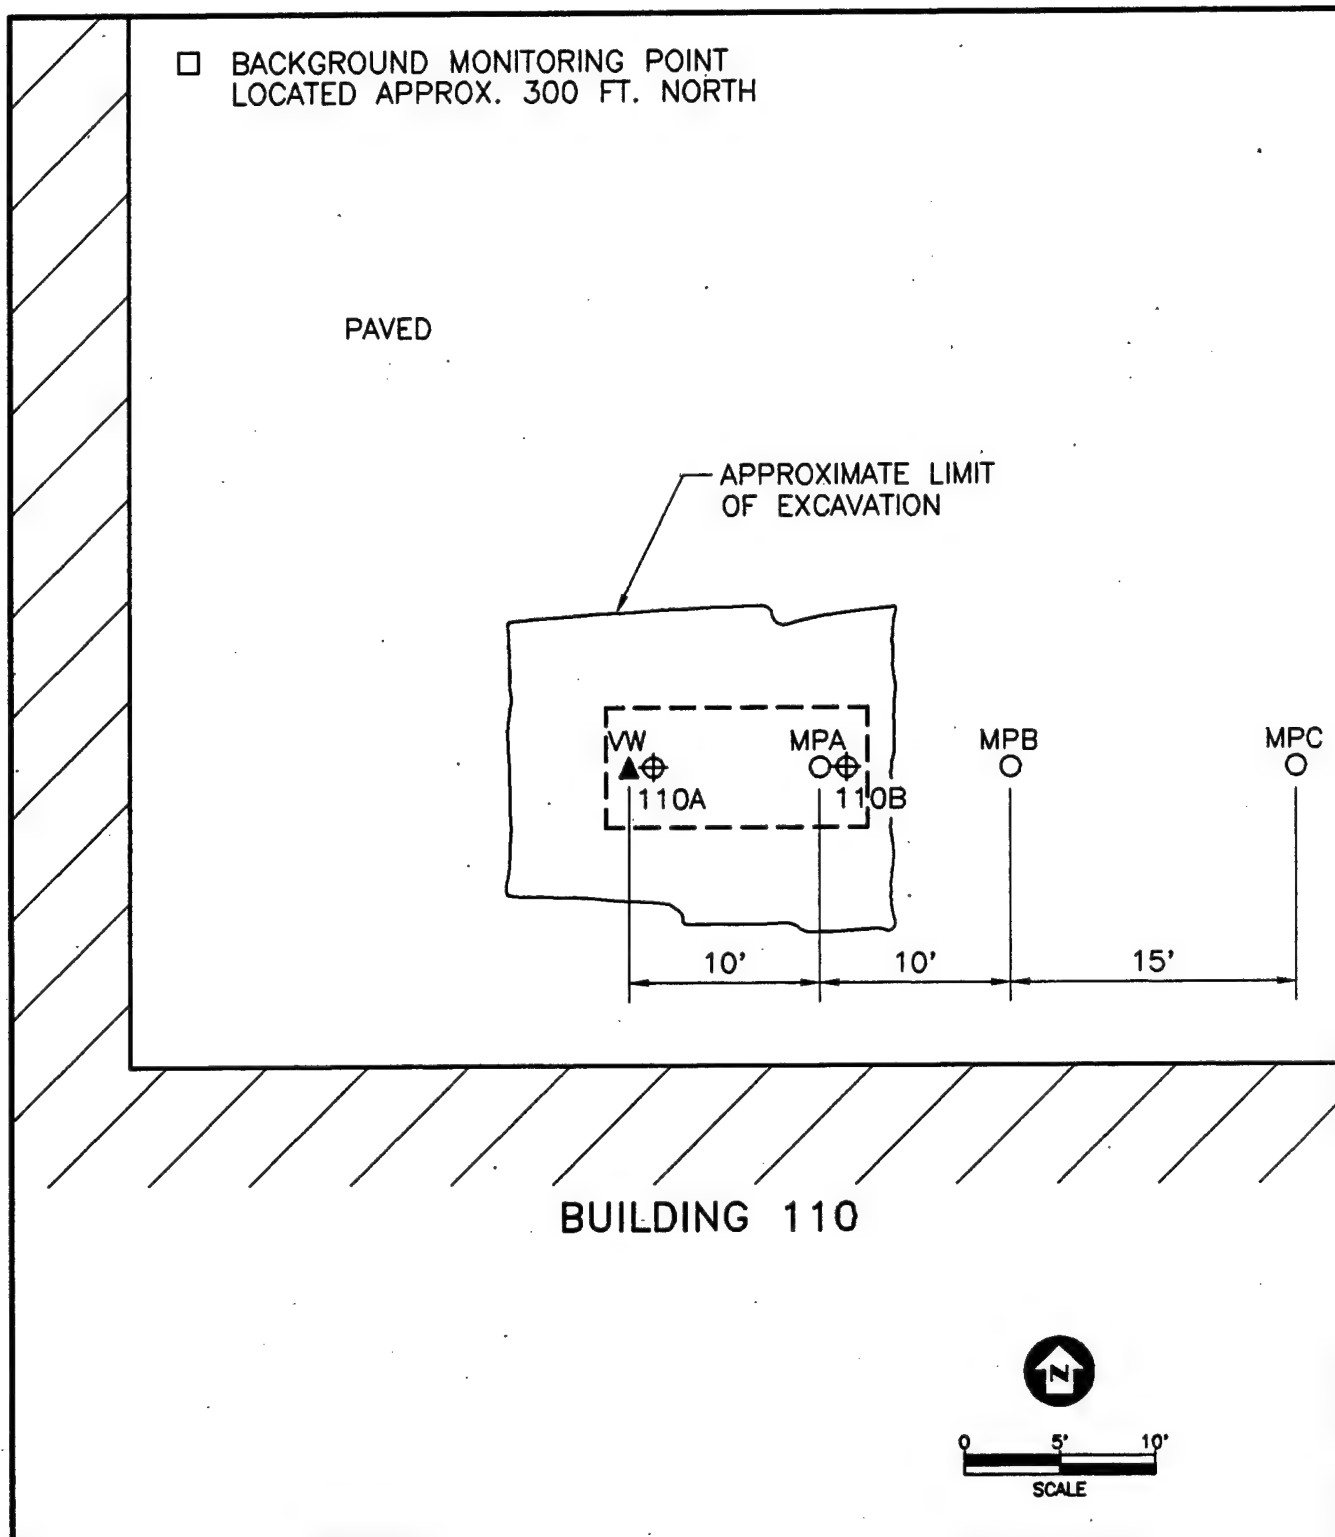 BACKGROUND MONITORING POINT
LOCATED APPROX. 300 FT. NORTH
PAVED
APPROXIMATE LIMIT
OF EXCAVATION
VW
MPA
MPB
MPC
110A
110B
10'
10'
15'
BUILDING 110
N
0 5' 10'
SCALE